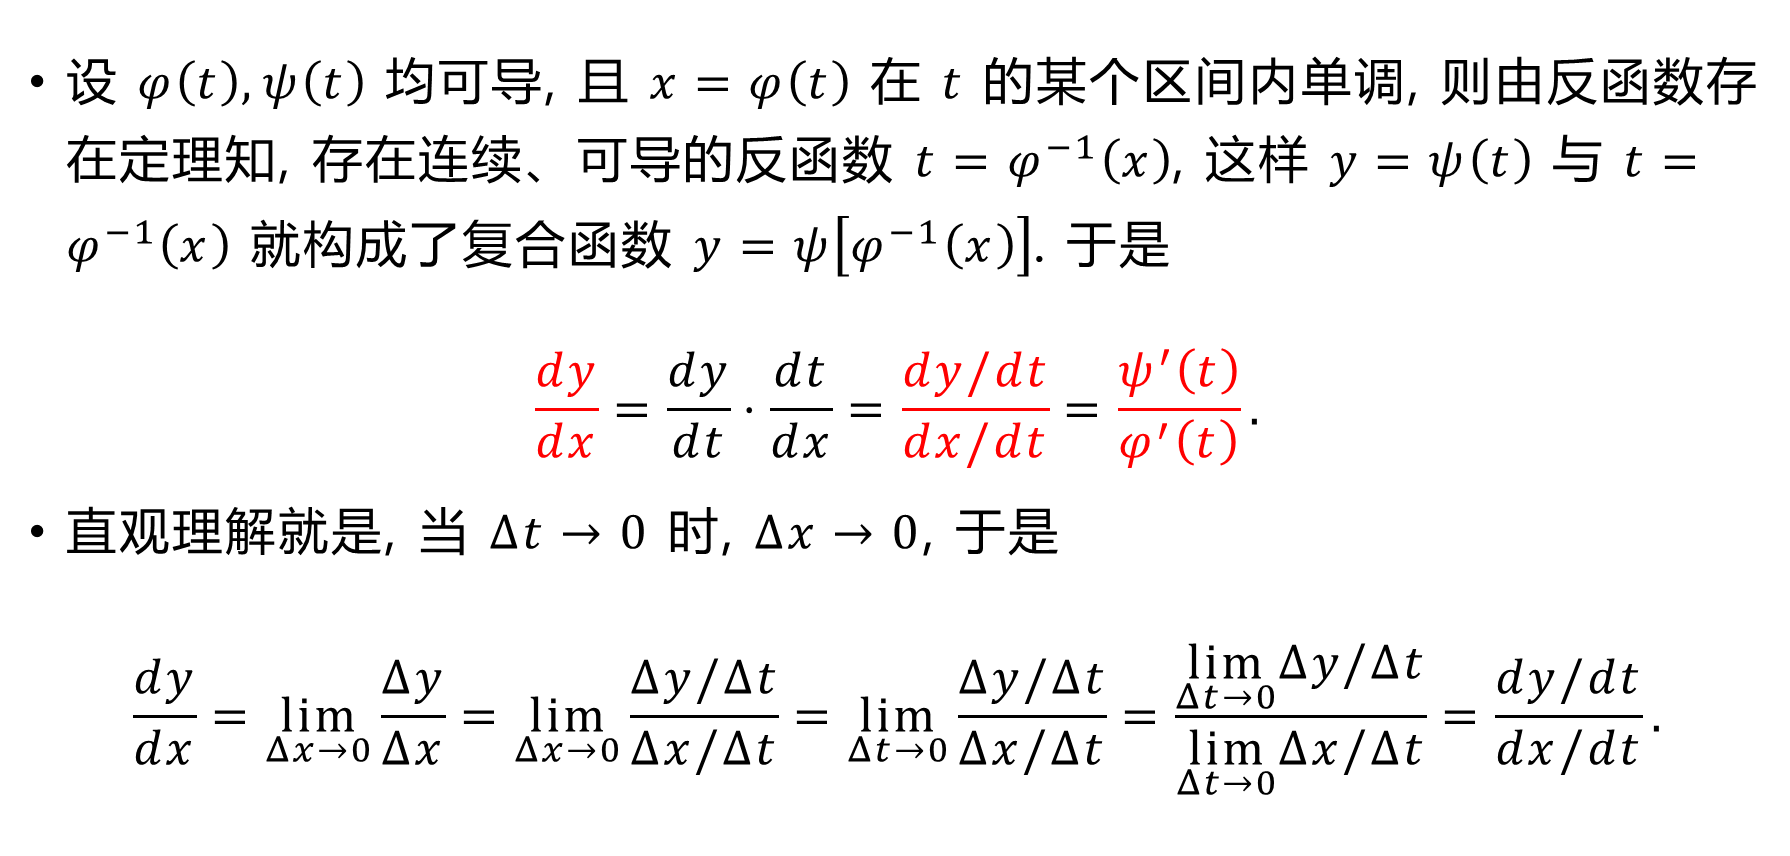 • 设 φ(t), ψ(t) 均可导, 且 x = φ(t) 在 t 的某个区间内单调, 则由反函数存
在定理知, 存在连续、可导的反函数 t = φ⁻¹(x), 这样 y = ψ(t) 与 t =
φ⁻¹(x) 就构成了复合函数 y = ψ[φ⁻¹(x)]. 于是
dy/dx = dy/dt · dt/dx = (dy/dt)/(dx/dt) = ψ′(t)/φ′(t).
• 直观理解就是, 当 Δt → 0 时, Δx → 0, 于是
dy/dx = lim_{Δx→0} Δy/Δx = lim_{Δx→0} (Δy/Δt)/(Δx/Δt) = lim_{Δt→0} (Δy/Δt)/(Δx/Δt) = (lim_{Δt→0} Δy/Δt)/(lim_{Δt→0} Δx/Δt) = (dy/dt)/(dx/dt).